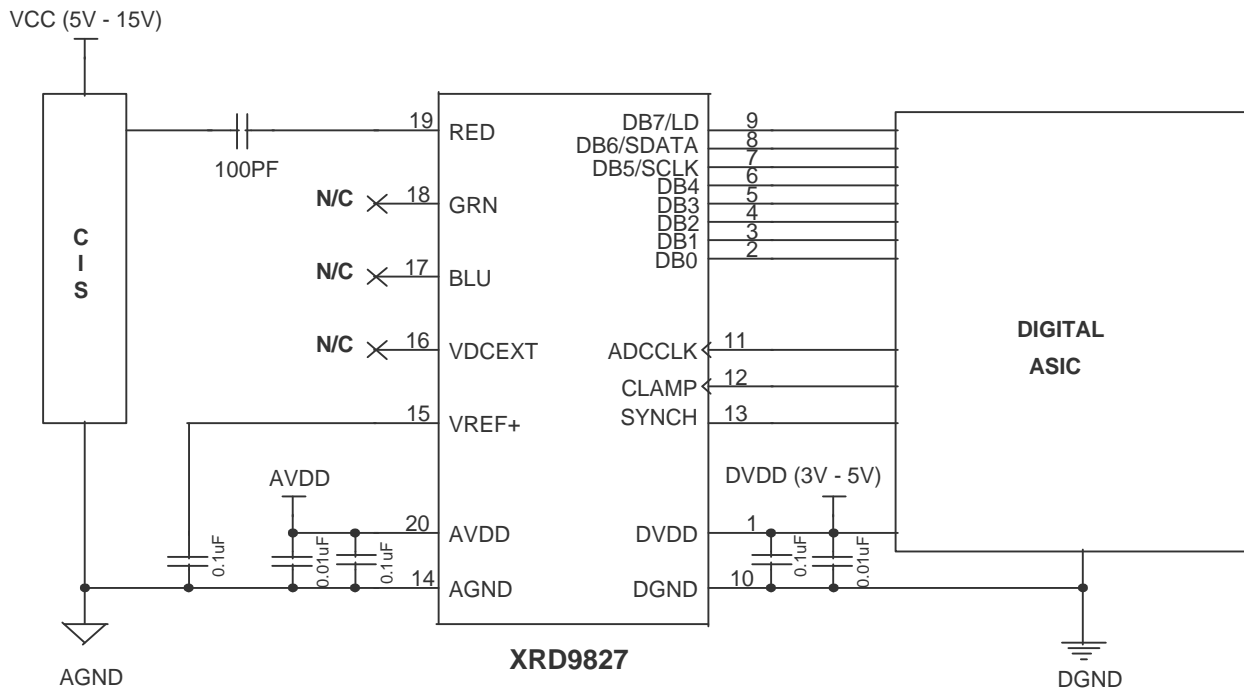 VCC (5V - 15V)
C
I
S
100PF
19 RED
N/C 18 GRN
N/C 17 BLU
N/C 16 VDCEXT
15 VREF+
AVDD
20 AVDD
14 AGND
0.1uF
0.01uF
0.1uF
AGND
DB7/LD 9
DB6/SDATA 8
DB5/SCLK 7
DB4 6
DB3 5
DB2 4
DB1 3
DB0 2
ADCCLK 11
CLAMP 12
SYNCH 13
DVDD (3V - 5V)
DVDD 1
DGND 10
0.1uF
0.01uF
XRD9827
DIGITAL
ASIC
DGND